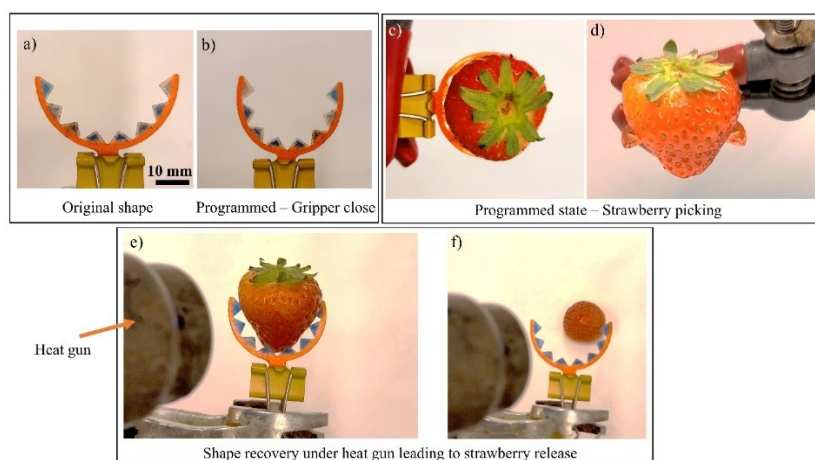 a)
b)
c)
d)
10 mm
Original shape
Programmed – Gripper close
Programmed state – Strawberry picking
e)
f)
Heat gun
Shape recovery under heat gun leading to strawberry release